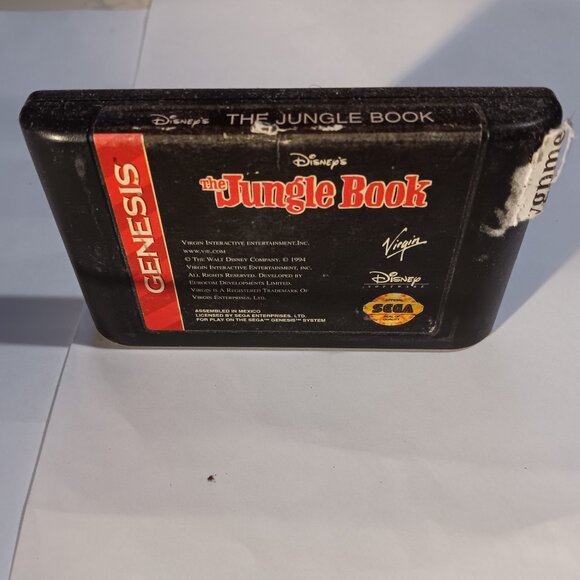 Disney's THE JUNGLE BOOK
GENESIS
Disney's
The Jungle Book
Virgin Interactive Entertainment, Inc.
www.vie.com
© The Walt Disney Company. © 1994
Virgin Interactive Entertainment, Inc.
All Rights Reserved. Developed by
Eurocom Developments Limited.
Virgin is a Registered Trademark of
Virgin Enterprises, Ltd.
ASSEMBLED IN MEXICO
LICENSED BY SEGA ENTERPRISES, LTD.
FOR PLAY ON THE SEGA™ GENESIS™ SYSTEM
Virgin
Disney
SOFTWARE
OFFICIAL
SEGA